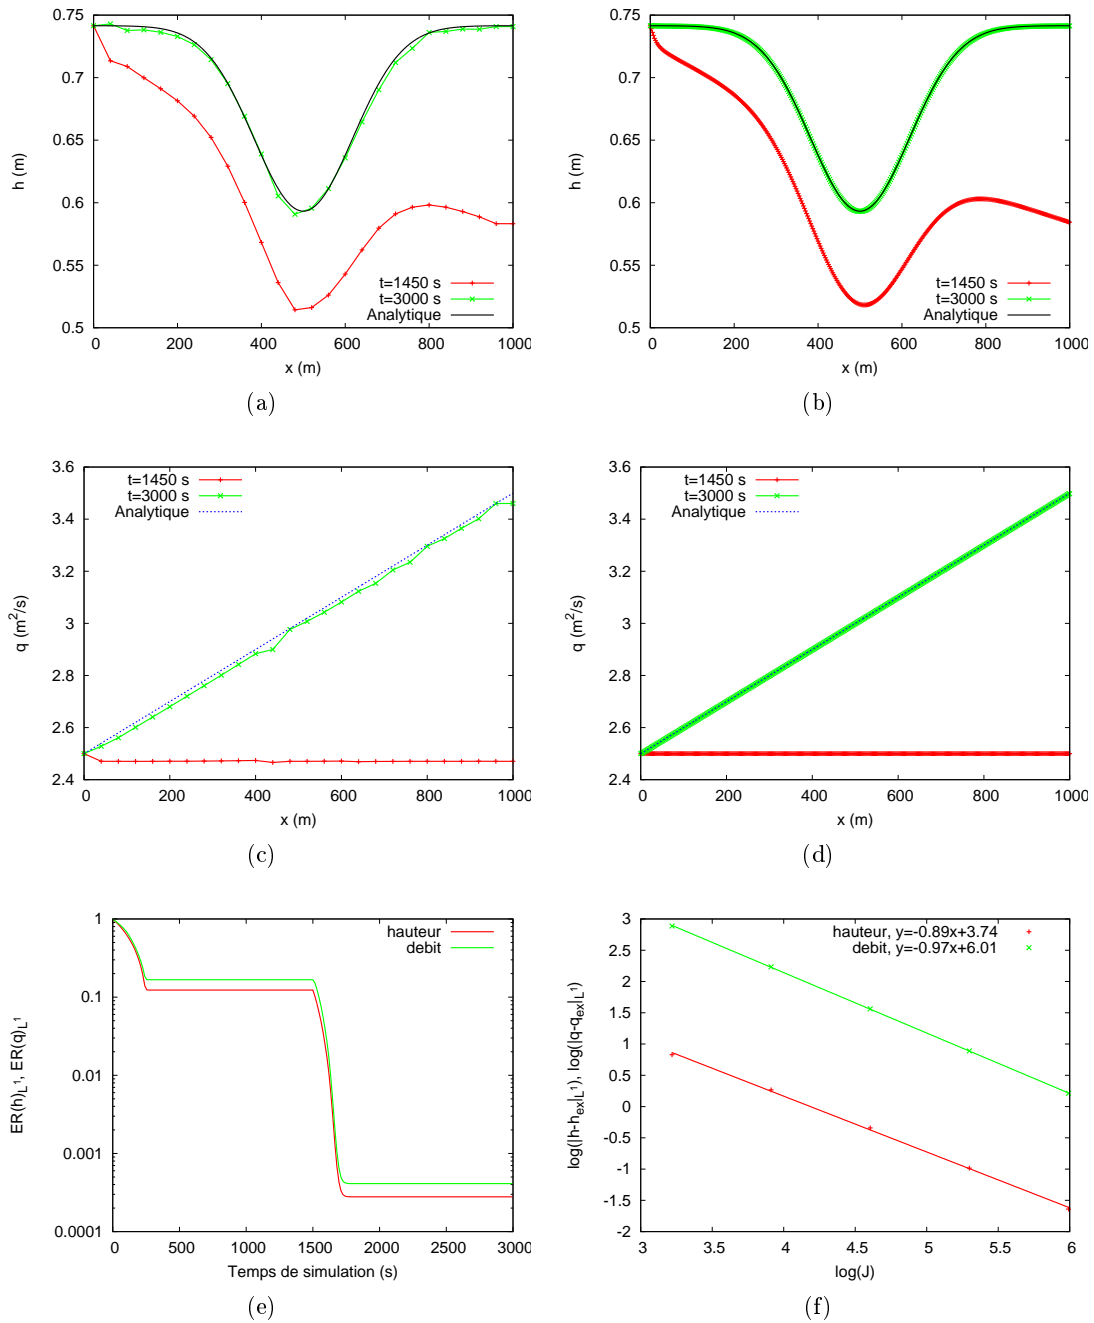 0.75
0.7
0.65
0.6
0.55
0.5
h (m)
t=1450 s
t=3000 s
Analytique
0
200
400
600
800
1000
x (m)
(a)
0.75
0.7
0.65
0.6
0.55
0.5
h (m)
t=1450 s
t=3000 s
Analytique
0
200
400
600
800
1000
x (m)
(b)
3.6
3.4
3.2
3
2.8
2.6
2.4
q (m²/s)
t=1450 s
t=3000 s
Analytique
0
200
400
600
800
1000
x (m)
(c)
3.6
3.4
3.2
3
2.8
2.6
2.4
q (m²/s)
t=1450 s
t=3000 s
Analytique
0
200
400
600
800
1000
x (m)
(d)
1
0.1
0.01
0.001
0.0001
ER(h)_L¹, ER(q)_L¹
hauteur
debit
0
500
1000
1500
2000
2500
3000
Temps de simulation (s)
(e)
3
2.5
2
1.5
1
0.5
0
-0.5
-1
-1.5
-2
log(|h-h_ex|_L¹), log(|q-q_ex|_L¹)
hauteur, y=-0.89x+3.74
debit, y=-0.97x+6.01
3
3.5
4
4.5
5
5.5
6
log(J)
(f)